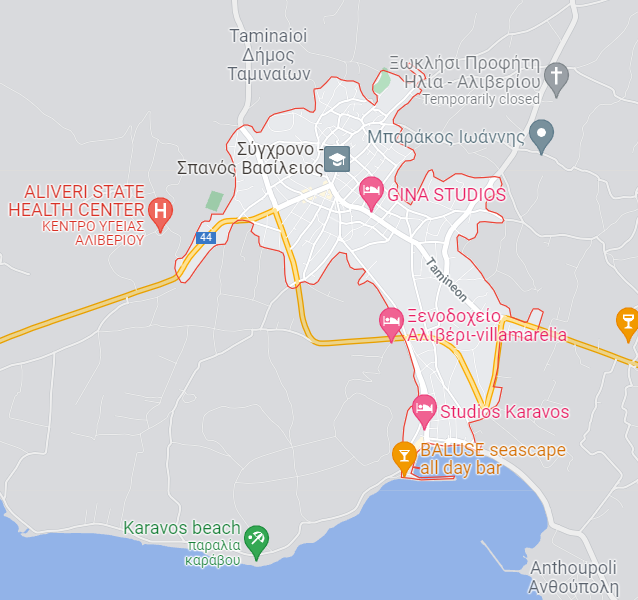 Taminaioi
Δήμος
Ταμιναίων
Ξωκλήσι Προφήτη
Ηλία - Αλιβερίου
Temporarily closed
Μπαράκος Ιωάννης
Σύγχρονο -
Σπανός Βασίλειος
ALIVERI STATE
HEALTH CENTER
ΚΕΝΤΡΟ ΥΓΕΙΑΣ
ΑΛΙΒΕΡΙΟΥ
H
GINA STUDIOS
44
Tamineon
Ξενοδοχείο
Αλιβέρι-villamarelia
Studios Karavos
BALUSE seascape
all day bar
Karavos beach
παραλία
καράβου
Anthoupoli
Ανθούπολη